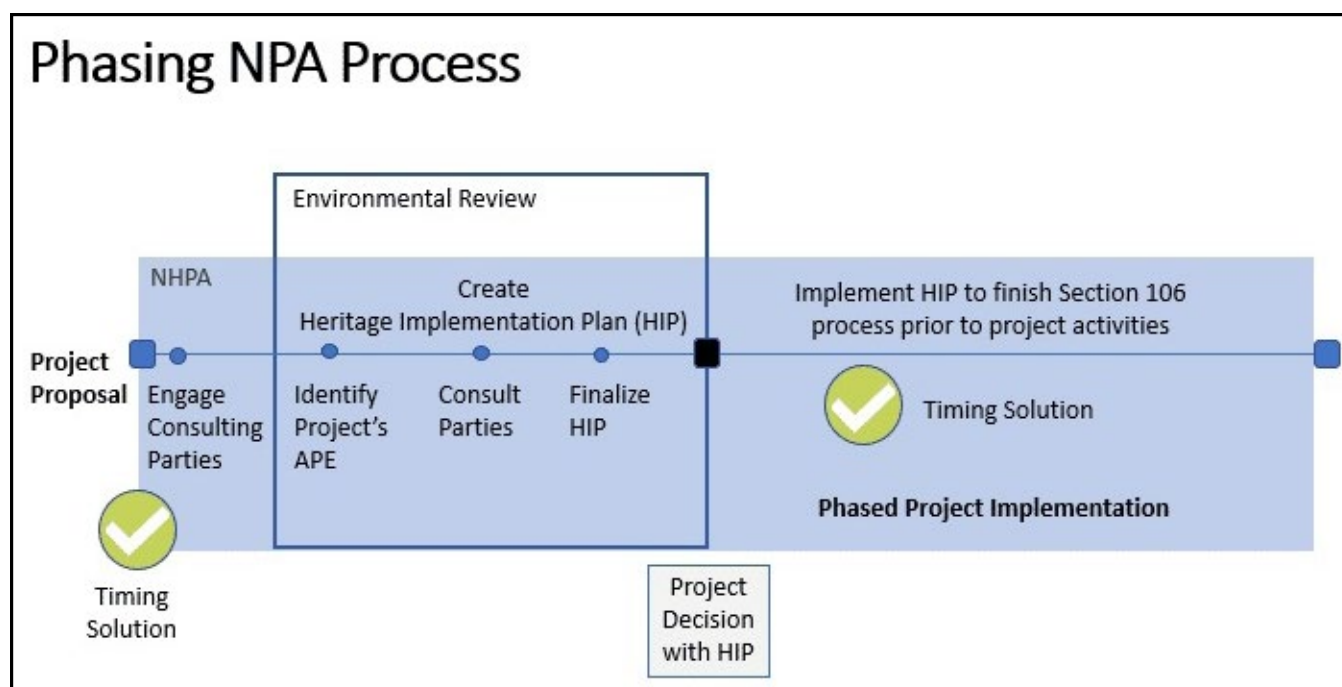 Phasing NPA Process
Environmental Review
NHPA
Create
Heritage Implementation Plan (HIP)
Implement HIP to finish Section 106
process prior to project activities
Project
Proposal
Engage
Consulting
Parties
Identify
Project's
APE
Consult
Parties
Finalize
HIP
Timing Solution
Phased Project Implementation
Timing
Solution
Project
Decision
with HIP